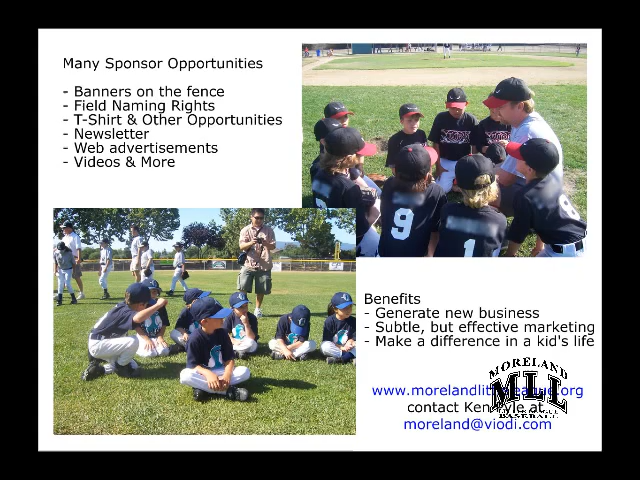 Many Sponsor Opportunities
- Banners on the fence
- Field Naming Rights
- T-Shirt & Other Opportunities
- Newsletter
- Web advertisements
- Videos & More
9
1
8
Benefits
- Generate new business
- Subtle, but effective marketing
- Make a difference in a kid's life
MORELAND
MLL
BASEBALL
www.morelandlittleleague.org
contact Ken at
moreland@viodi.com